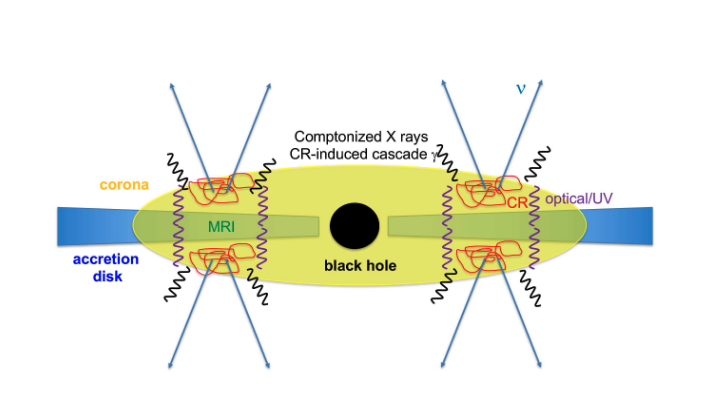 ν
Comptonized X rays
CR-induced cascade γ
corona
CR
optical/UV
MRI
accretion
disk
black hole